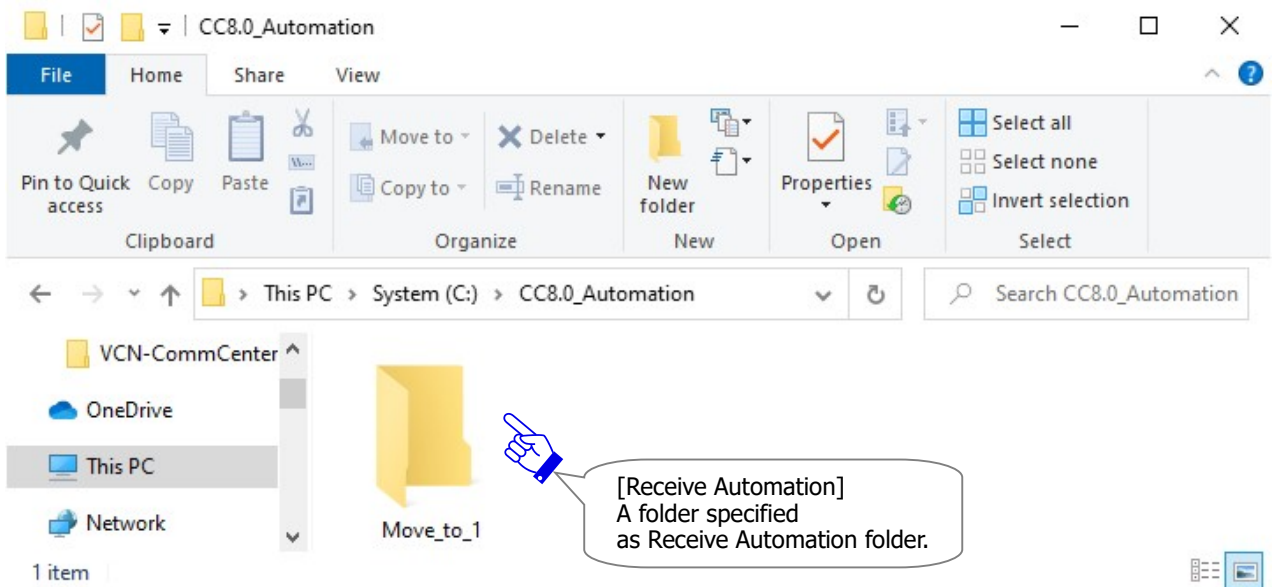 CC8.0_Automation
File Home Share View
Pin to Quick access
Copy
Paste
Move to
Copy to
Delete
Rename
New folder
Properties
Select all
Select none
Invert selection
Clipboard Organize New Open Select
This PC > System (C:) > CC8.0_Automation
Search CC8.0_Automation
VCN-CommCenter
OneDrive
This PC
Network
Move_to_1
[Receive Automation]
A folder specified
as Receive Automation folder.
1 item